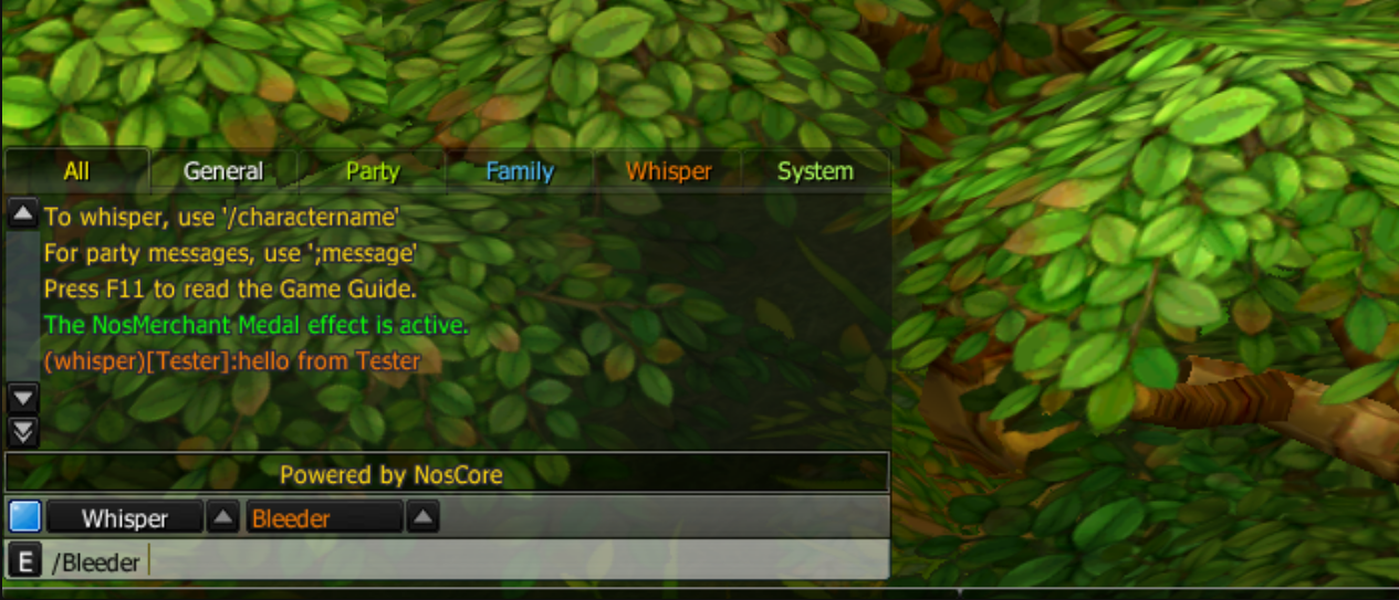 All General Party Family Whisper System
To whisper, use '/charactername'
For party messages, use ';message'
Press F11 to read the Game Guide.
The NosMerchant Medal effect is active.
(whisper)[Tester]:hello from Tester
Powered by NosCore
Whisper Bleeder
E /Bleeder